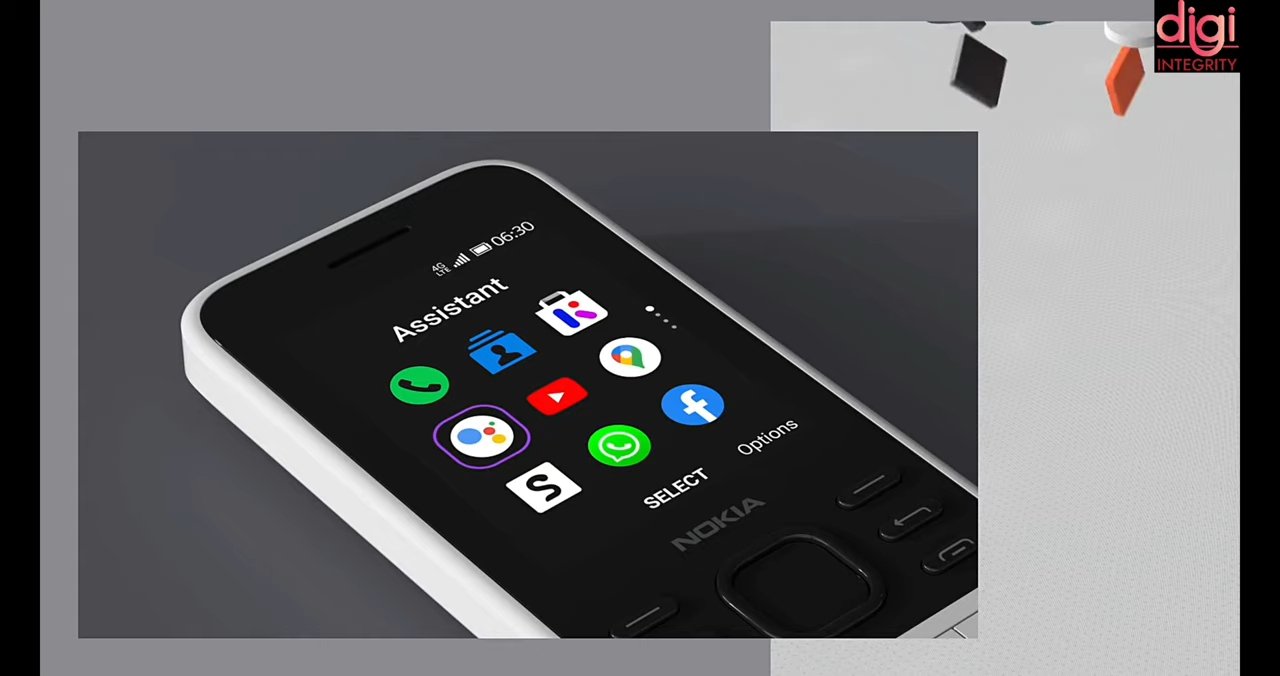 digi
INTEGRITY
4G
LTE
06:30
Assistant
S
SELECT
Options
NOKIA